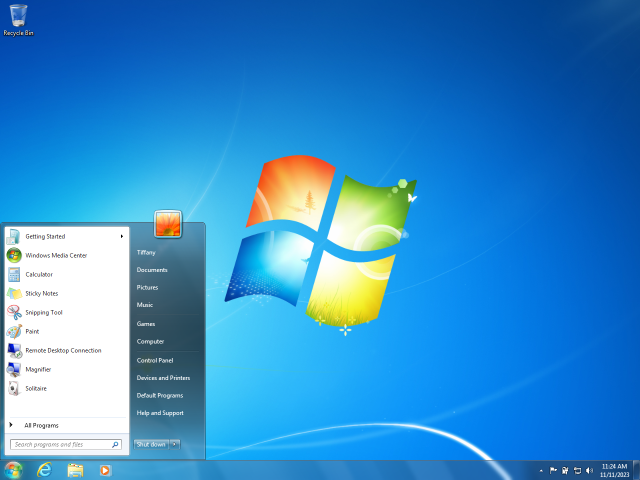 Recycle Bin
Getting Started
Windows Media Center
Calculator
Sticky Notes
Snipping Tool
Paint
Remote Desktop Connection
Magnifier
Solitaire
All Programs
Search programs and files
Tiffany
Documents
Pictures
Music
Games
Computer
Control Panel
Devices and Printers
Default Programs
Help and Support
Shut down
11:24 AM
11/11/2023